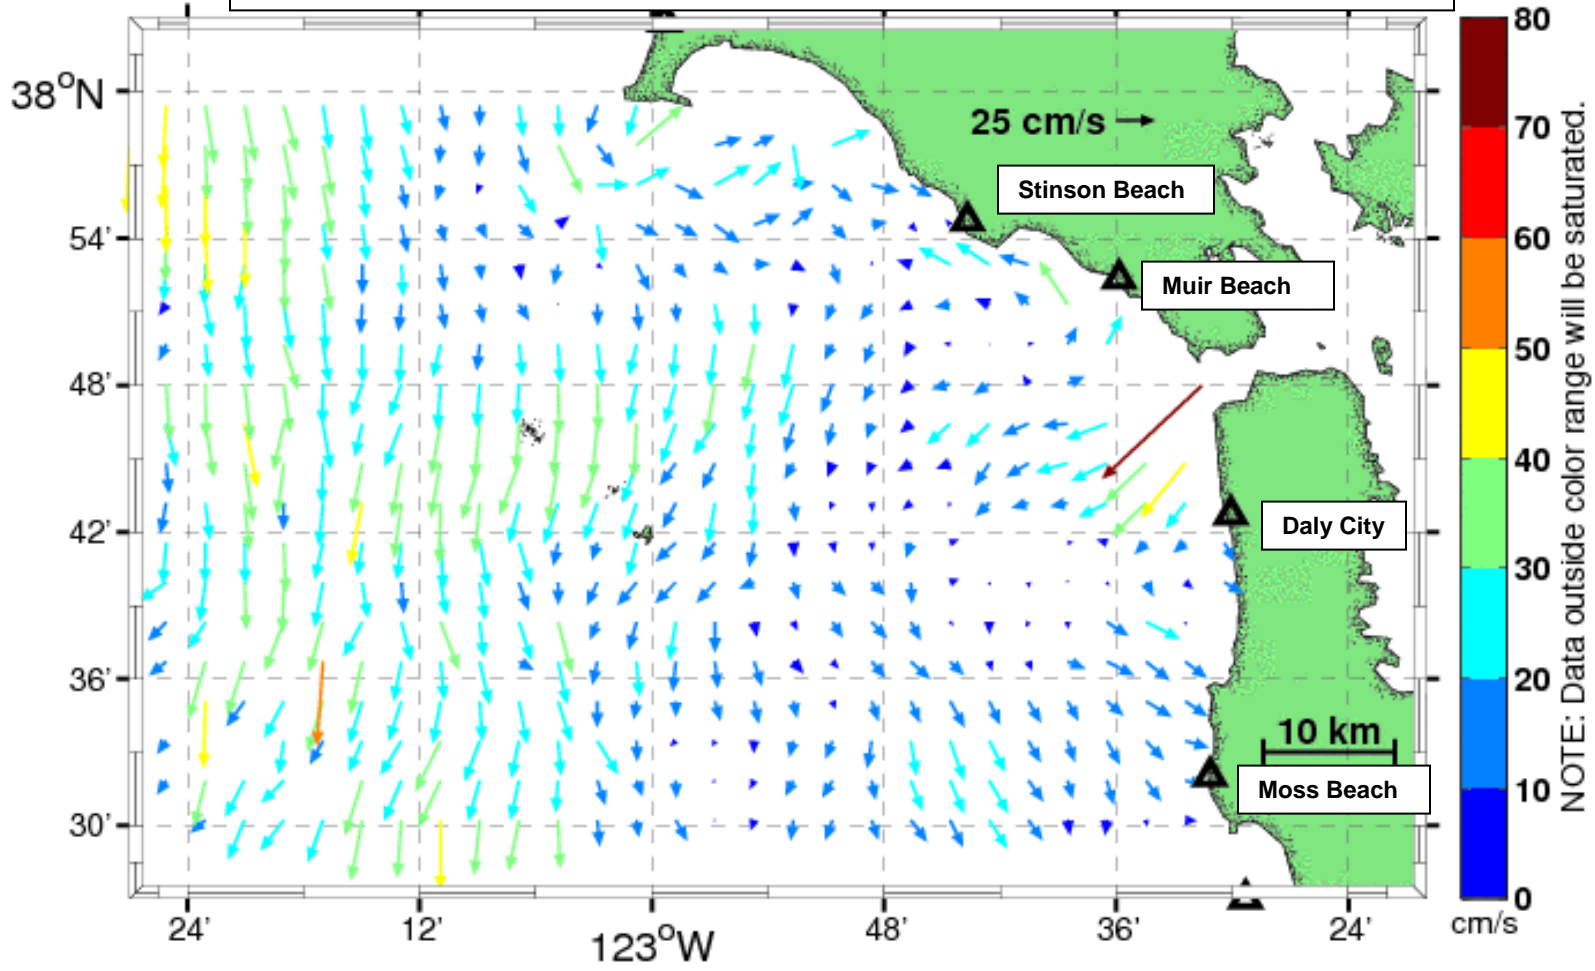 38°N
54'
48'
42'
36'
30'
24'
12'
123°W
48'
36'
24'
25 cm/s
Stinson Beach
Muir Beach
Daly City
10 km
Moss Beach
80
70
60
50
40
30
20
10
0
cm/s
NOTE: Data outside color range will be saturated.